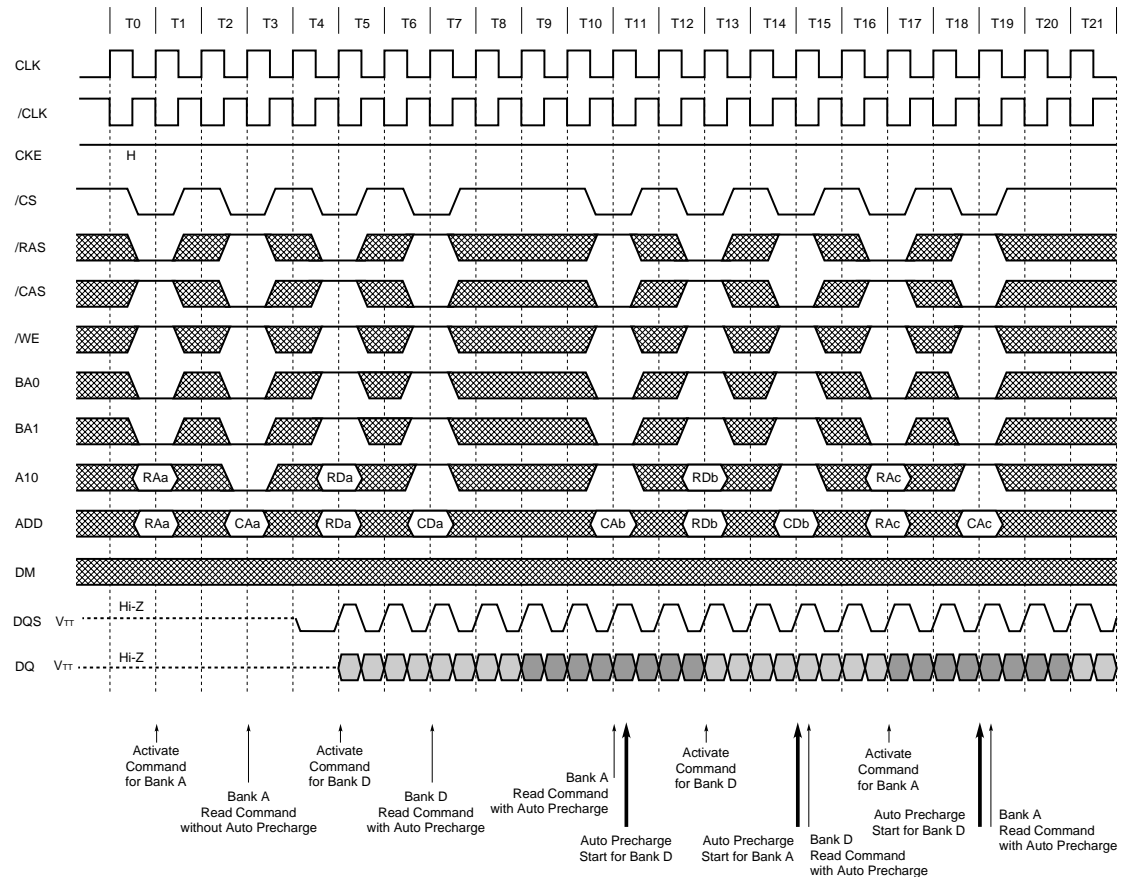 T0 T1 T2 T3 T4 T5 T6 T7 T8 T9 T10 T11 T12 T13 T14 T15 T16 T17 T18 T19 T20 T21
CLK
/CLK
CKE H
/CS
/RAS
/CAS
/WE
BA0
BA1
A10 RAa RDa RDb RAc
ADD RAa CAa RDa CDa CAb RDb CDb RAc CAc
DM
DQS VTT Hi-Z
DQ VTT Hi-Z
Activate
Command
for Bank A
Bank A
Read Command
without Auto Precharge
Activate
Command
for Bank D
Bank D
Read Command
with Auto Precharge
Bank A
Read Command
with Auto Precharge
Auto Precharge
Start for Bank D
Activate
Command
for Bank D
Auto Precharge
Start for Bank A
Bank D
Read Command
with Auto Precharge
Activate
Command
for Bank A
Auto Precharge
Start for Bank D
Bank A
Read Command
with Auto Precharge